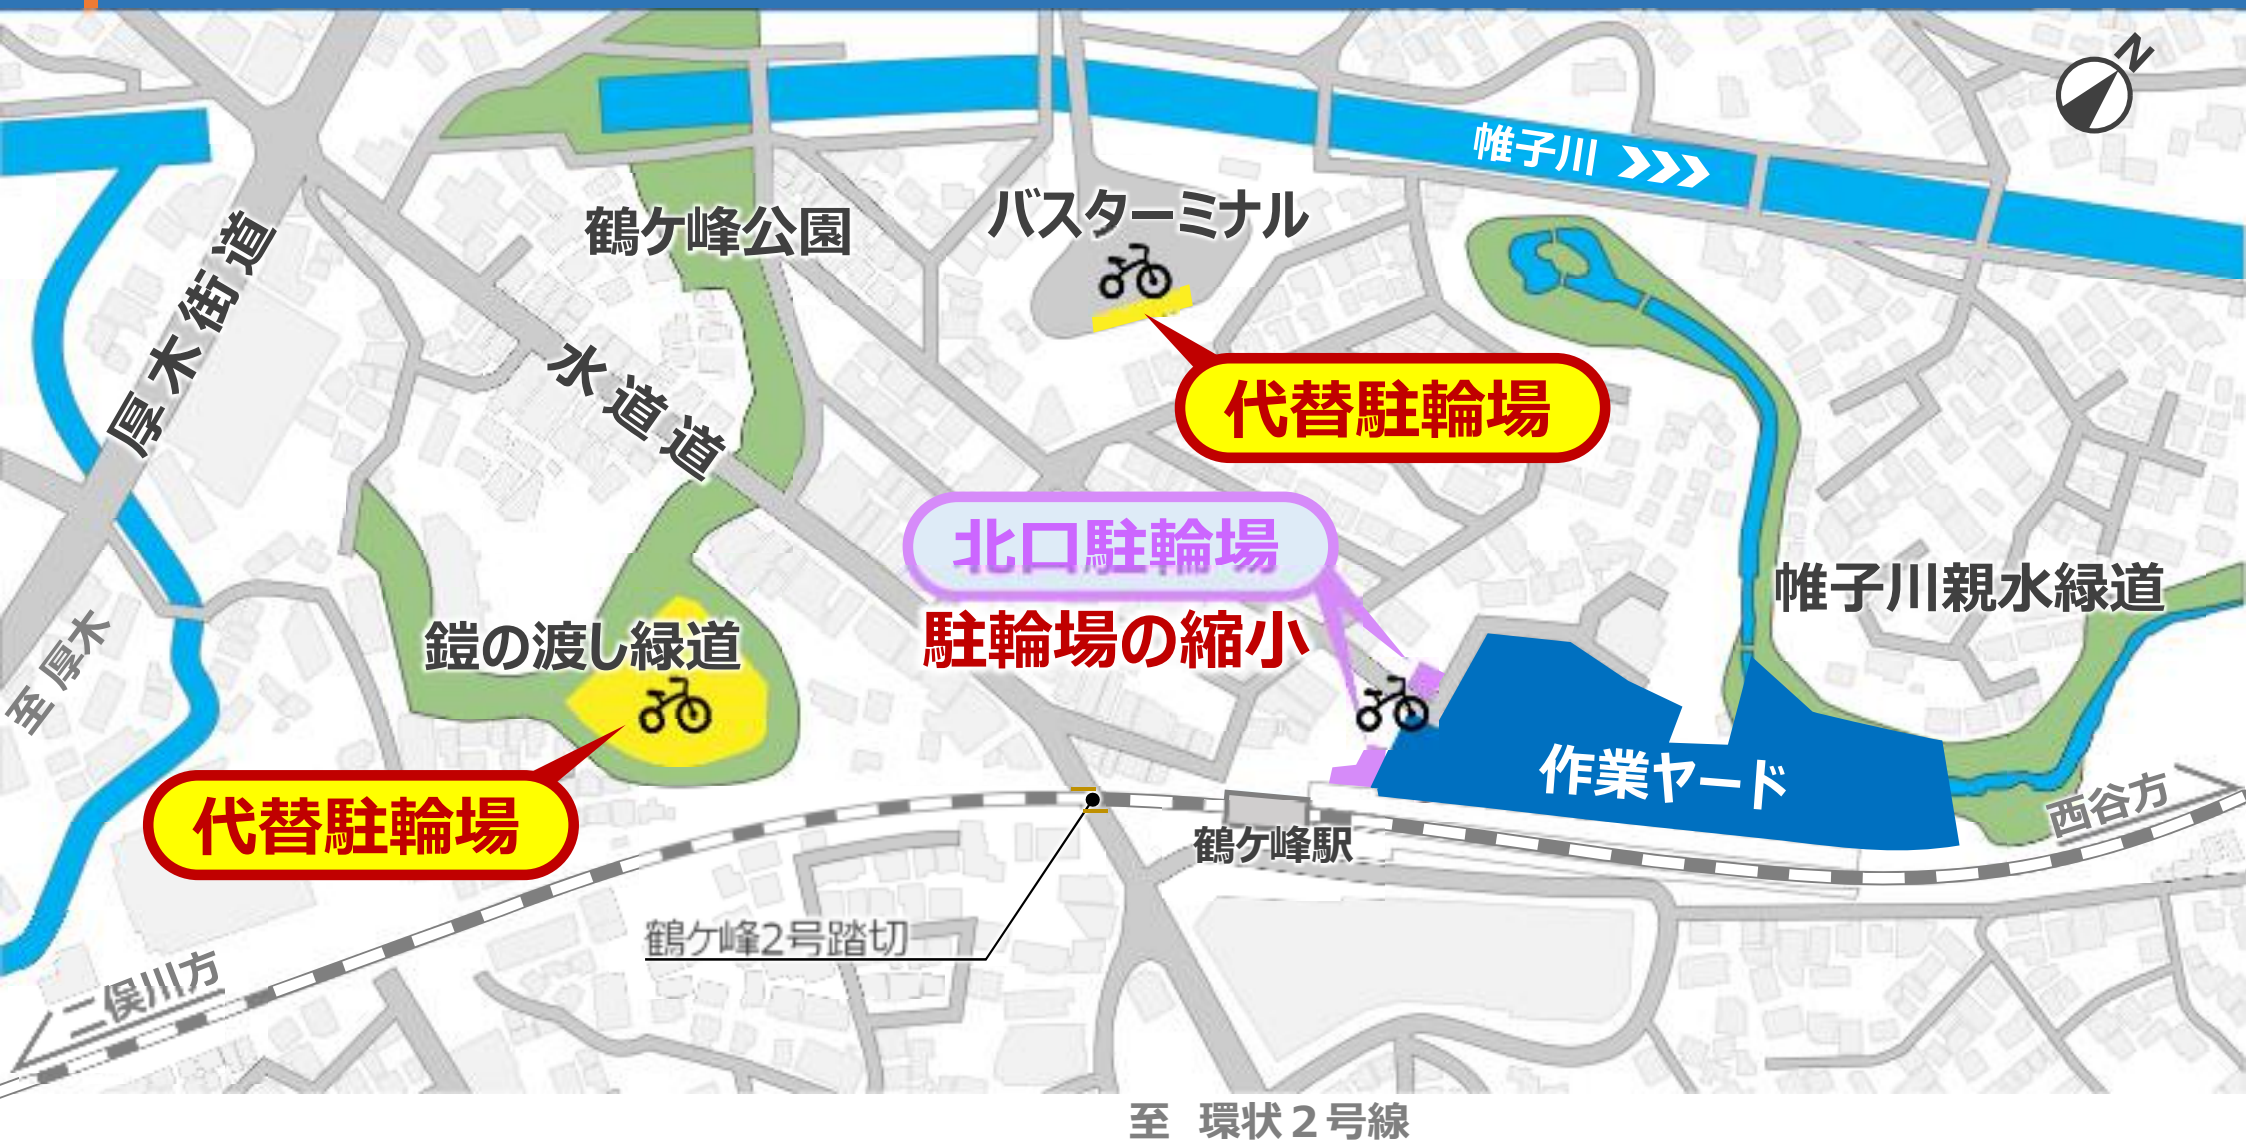 N
帷子川
バスターミナル
鶴ケ峰公園
厚木街道
水道道
代替駐輪場
北口駐輪場
駐輪場の縮小
帷子川親水緑道
鎧の渡し緑道
至 厚木
作業ヤード
代替駐輪場
西谷方
鶴ケ峰駅
鶴ケ峰2号踏切
二俣川方
至 環状２号線